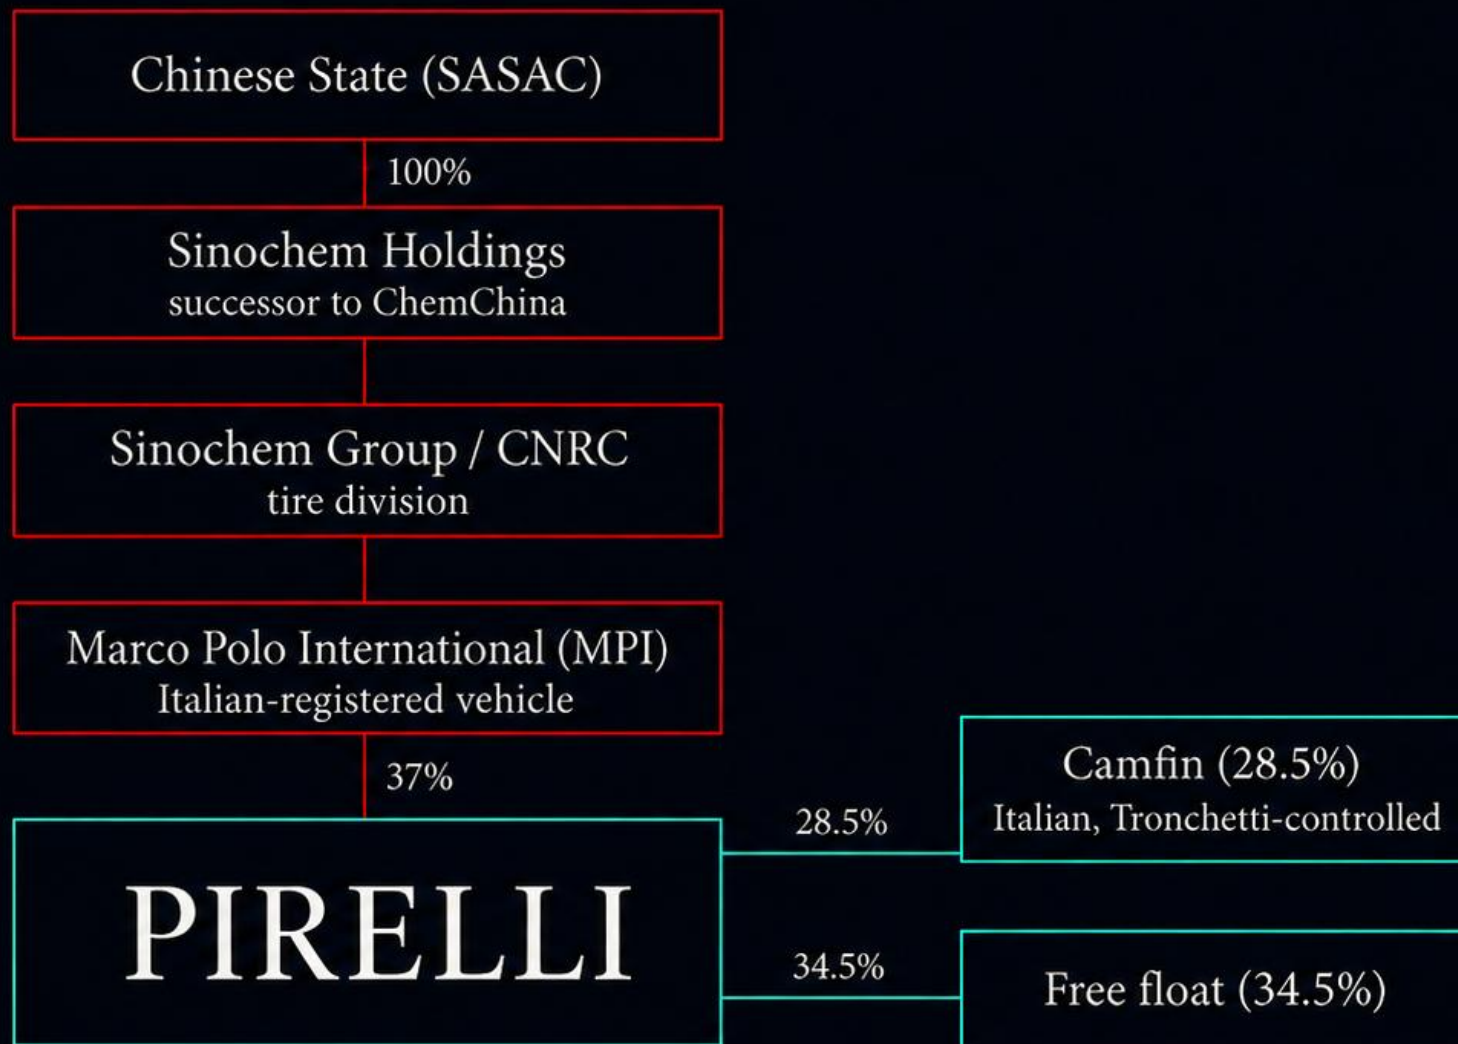 Chinese State (SASAC)
100%
Sinochem Holdings
successor to ChemChina
Sinochem Group / CNRC
tire division
Marco Polo International (MPI)
Italian-registered vehicle
37%
PIRELLI
28.5%
Camfin (28.5%)
Italian, Tronchetti-controlled
34.5%
Free float (34.5%)